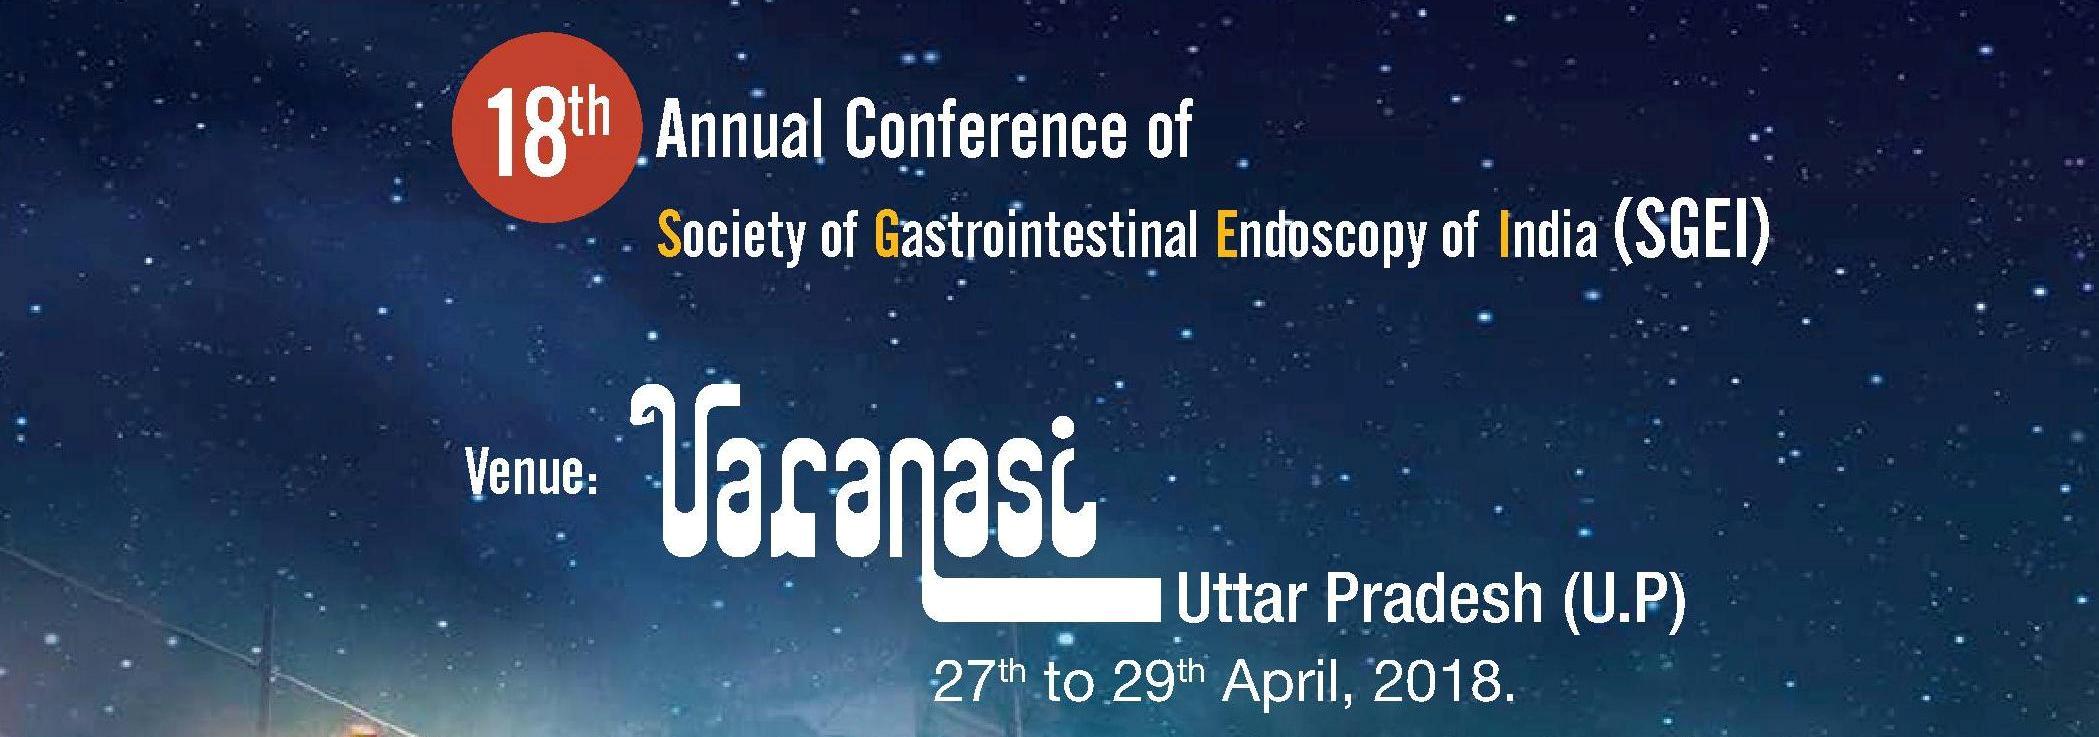 18th Annual Conference of
Society of Gastrointestinal Endoscopy of India (SGEI)
Venue: Varanasi
Uttar Pradesh (U.P)
27th to 29th April, 2018.